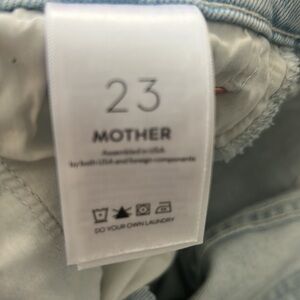 23
MOTHER
Assembled in USA
by both USA and foreign components
DO YOUR OWN LAUNDRY